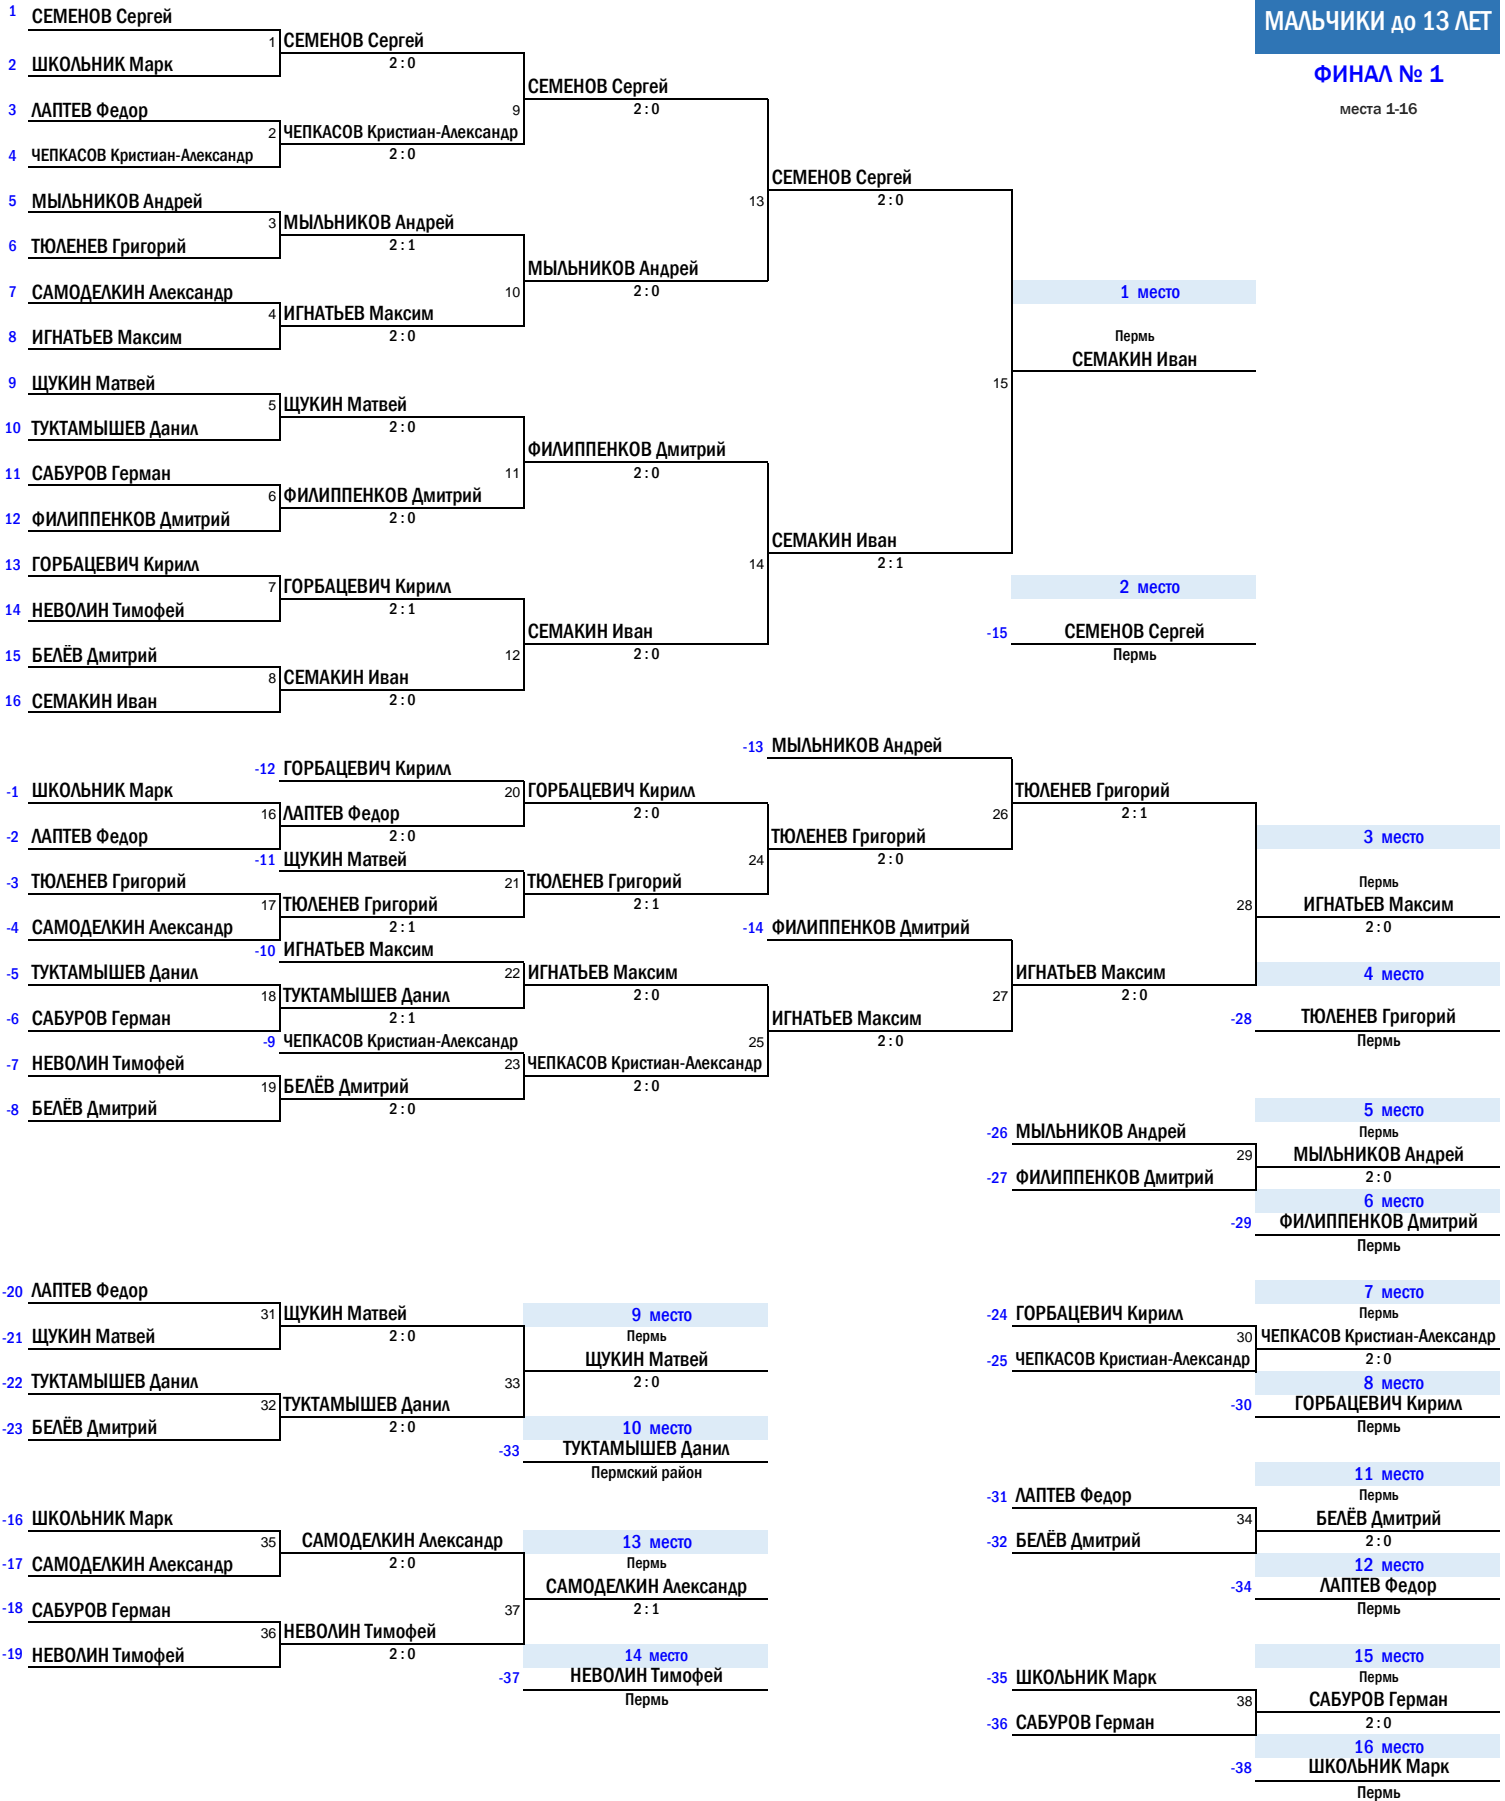 МАЛЬЧИКИ до 13 ЛЕТ
ФИНАЛ № 1
места 1-16
1 СЕМЕНОВ Сергей
1 СЕМЕНОВ Сергей
2 ШКОЛЬНИК Марк
2 : 0
СЕМЕНОВ Сергей
3 ЛАПТЕВ Федор
9
2 : 0
2 ЧЕПКАСОВ Кристиан-Александр
4 ЧЕПКАСОВ Кристиан-Александр
2 : 0
СЕМЕНОВ Сергей
5 МЫЛЬНИКОВ Андрей
13
2 : 0
3 МЫЛЬНИКОВ Андрей
6 ТЮЛЕНЕВ Григорий
2 : 1
МЫЛЬНИКОВ Андрей
7 САМОДЕЛКИН Александр
10
2 : 0
1 место
4 ИГНАТЬЕВ Максим
8 ИГНАТЬЕВ Максим
2 : 0
Пермь
СЕМАКИН Иван
9 ЩУКИН Матвей
15
5 ЩУКИН Матвей
10 ТУКТАМЫШЕВ Данил
2 : 0
ФИЛИППЕНКОВ Дмитрий
11 САБУРОВ Герман
11
2 : 0
6 ФИЛИППЕНКОВ Дмитрий
12 ФИЛИППЕНКОВ Дмитрий
2 : 0
СЕМАКИН Иван
13 ГОРБАЦЕВИЧ Кирилл
14
2 : 1
7 ГОРБАЦЕВИЧ Кирилл
2 место
14 НЕВОЛИН Тимофей
2 : 1
СЕМАКИН Иван
-15 СЕМЕНОВ Сергей
15 БЕЛЁВ Дмитрий
12
2 : 0
Пермь
8 СЕМАКИН Иван
16 СЕМАКИН Иван
2 : 0
-13 МЫЛЬНИКОВ Андрей
-12 ГОРБАЦЕВИЧ Кирилл
-1 ШКОЛЬНИК Марк
20 ГОРБАЦЕВИЧ Кирилл
ТЮЛЕНЕВ Григорий
16 ЛАПТЕВ Федор
2 : 0
26
2 : 1
-2 ЛАПТЕВ Федор
2 : 0
ТЮЛЕНЕВ Григорий
3 место
-11 ЩУКИН Матвей
24
2 : 0
-3 ТЮЛЕНЕВ Григорий
21 ТЮЛЕНЕВ Григорий
Пермь
17 ТЮЛЕНЕВ Григорий
2 : 1
28 ИГНАТЬЕВ Максим
-4 САМОДЕЛКИН Александр
2 : 1
-14 ФИЛИППЕНКОВ Дмитрий
2 : 0
-10 ИГНАТЬЕВ Максим
-5 ТУКТАМЫШЕВ Данил
22 ИГНАТЬЕВ Максим
ИГНАТЬЕВ Максим
4 место
18 ТУКТАМЫШЕВ Данил
2 : 0
27
2 : 0
-6 САБУРОВ Герман
2 : 1
ИГНАТЬЕВ Максим
-28 ТЮЛЕНЕВ Григорий
-9 ЧЕПКАСОВ Кристиан-Александр
25
2 : 0
Пермь
-7 НЕВОЛИН Тимофей
23 ЧЕПКАСОВ Кристиан-Александр
19 БЕЛЁВ Дмитрий
2 : 0
-8 БЕЛЁВ Дмитрий
2 : 0
5 место
-26 МЫЛЬНИКОВ Андрей
Пермь
29 МЫЛЬНИКОВ Андрей
-27 ФИЛИППЕНКОВ Дмитрий
2 : 0
6 место
-29 ФИЛИППЕНКОВ Дмитрий
Пермь
-20 ЛАПТЕВ Федор
7 место
31 ЩУКИН Матвей
9 место
-24 ГОРБАЦЕВИЧ Кирилл
Пермь
-21 ЩУКИН Матвей
2 : 0
Пермь
30 ЧЕПКАСОВ Кристиан-Александр
ЩУКИН Матвей
-25 ЧЕПКАСОВ Кристиан-Александр
2 : 0
-22 ТУКТАМЫШЕВ Данил
33
2 : 0
8 место
32 ТУКТАМЫШЕВ Данил
-30 ГОРБАЦЕВИЧ Кирилл
-23 БЕЛЁВ Дмитрий
2 : 0
10 место
Пермь
-33 ТУКТАМЫШЕВ Данил
Пермский район
11 место
-31 ЛАПТЕВ Федор
Пермь
-16 ШКОЛЬНИК Марк
34 БЕЛЁВ Дмитрий
35 САМОДЕЛКИН Александр
13 место
-32 БЕЛЁВ Дмитрий
2 : 0
-17 САМОДЕЛКИН Александр
2 : 0
Пермь
12 место
САМОДЕЛКИН Александр
-34 ЛАПТЕВ Федор
-18 САБУРОВ Герман
37
2 : 1
Пермь
36 НЕВОЛИН Тимофей
-19 НЕВОЛИН Тимофей
2 : 0
14 место
15 место
-37 НЕВОЛИН Тимофей
-35 ШКОЛЬНИК Марк
Пермь
Пермь
38 САБУРОВ Герман
-36 САБУРОВ Герман
2 : 0
16 место
-38 ШКОЛЬНИК Марк
Пермь